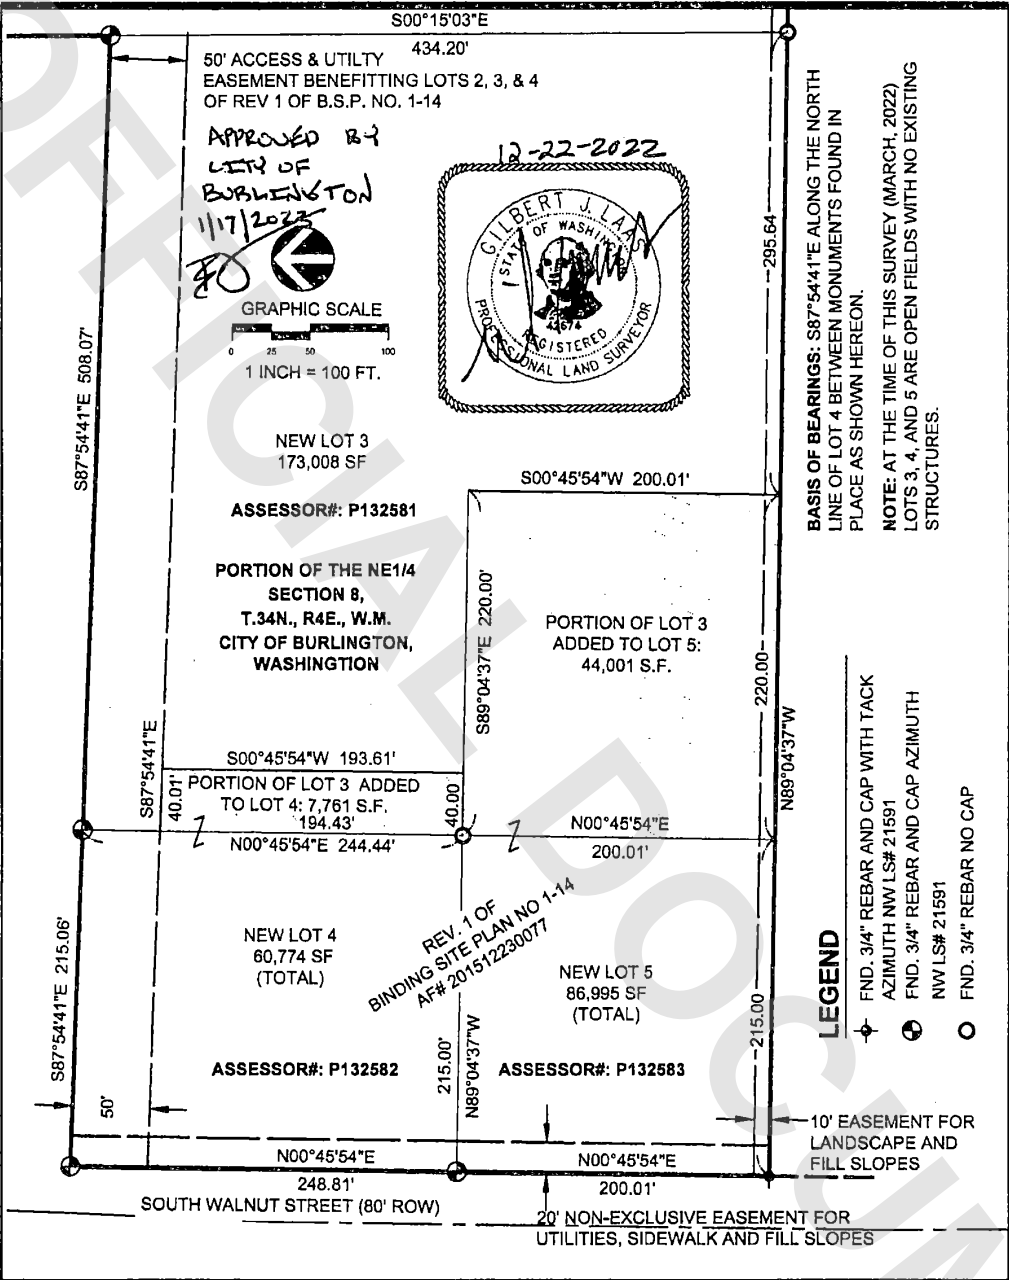 S00°15'03"E
434.20'
50' ACCESS & UTILTY
EASEMENT BENEFITTING LOTS 2, 3, & 4
OF REV 1 OF B.S.P. NO. 1-14
APPROVED BY
CITY OF
BURLINGTON
1/17/2023
12-22-2022
GILBERT J. LAAS
STATE OF WASHINGTON
42674
REGISTERED
PROFESSIONAL LAND SURVEYOR
GRAPHIC SCALE
0 25 50 100
1 INCH = 100 FT.
S87°54'41"E 508.07'
295.64
NEW LOT 3
173,008 SF
ASSESSOR#: P132581
PORTION OF THE NE1/4
SECTION 8,
T.34N., R4E., W.M.
CITY OF BURLINGTON,
WASHINGTION
S00°45'54"W 200.01'
S89°04'37"E 220.00'
PORTION OF LOT 3
ADDED TO LOT 5:
44,001 S.F.
220.00
N89°04'37"W
S87°54'41"E
S00°45'54"W 193.61'
40.01'
PORTION OF LOT 3 ADDED
TO LOT 4: 7,761 S.F.
40.00'
194.43'
N00°45'54"E 244.44'
N00°45'54"E
200.01'
S87°54'41"E 215.06'
NEW LOT 4
60,774 SF
(TOTAL)
REV. 1 OF
BINDING SITE PLAN NO 1-14
AF# 201512230077
NEW LOT 5
86,995 SF
(TOTAL)
215.00
ASSESSOR#: P132582
215.00'
N89°04'37"W
ASSESSOR#: P132583
50'
N00°45'54"E
248.81'
N00°45'54"E
200.01'
SOUTH WALNUT STREET (80' ROW)
20' NON-EXCLUSIVE EASEMENT FOR
UTILITIES, SIDEWALK AND FILL SLOPES
10' EASEMENT FOR
LANDSCAPE AND
FILL SLOPES
BASIS OF BEARINGS: S87°54'41"E ALONG THE NORTH
LINE OF LOT 4 BETWEEN MONUMENTS FOUND IN
PLACE AS SHOWN HEREON.
NOTE: AT THE TIME OF THIS SURVEY (MARCH, 2022)
LOTS 3, 4, AND 5 ARE OPEN FIELDS WITH NO EXISTING
STRUCTURES.
LEGEND
FND. 3/4" REBAR AND CAP WITH TACK
AZIMUTH NW LS# 21591
FND. 3/4" REBAR AND CAP AZIMUTH
NW LS# 21591
FND. 3/4" REBAR NO CAP
OFFICIAL DOCUM